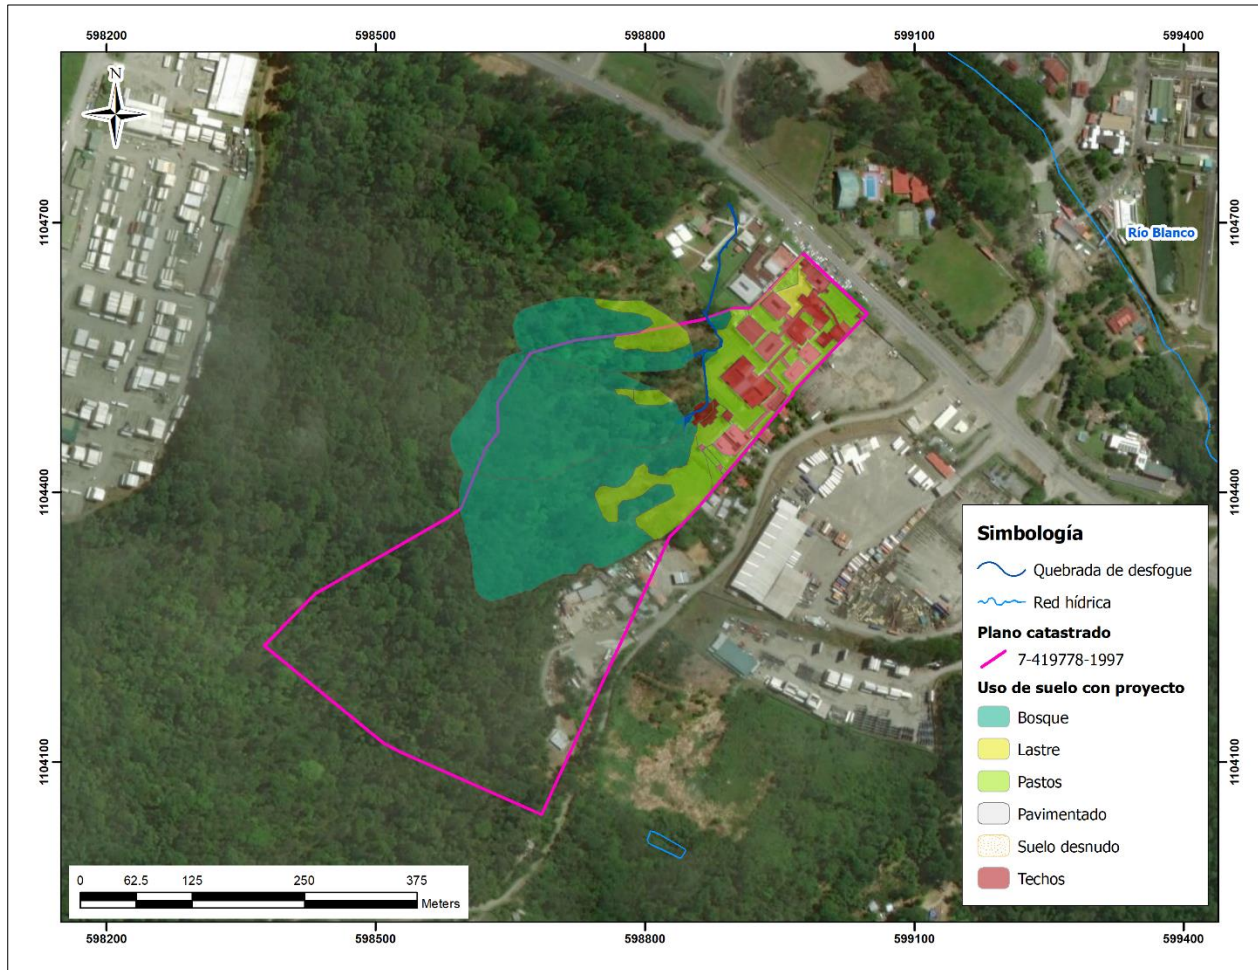 598200 598500 598800 599100 599400
N
1104700
1104700
Río Blanco
1104400
1104400
Simbología
Quebrada de desfogue
Red hídrica
Plano catastrado
7-419778-1997
Uso de suelo con proyecto
Bosque
Lastre
Pastos
Pavimentado
Suelo desnudo
Techos
1104100
1104100
0 62.5 125 250 375
Meters
598200 598500 598800 599100 599400